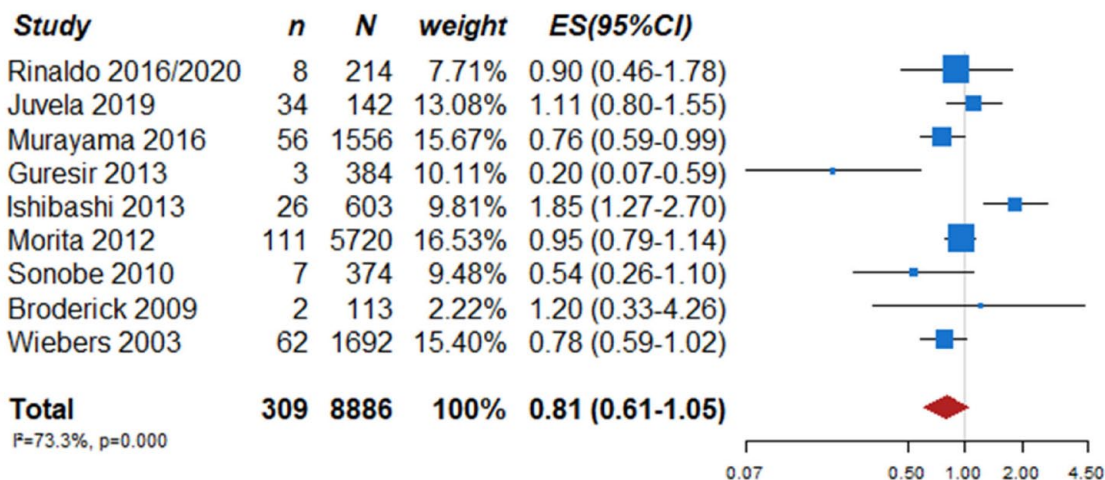 Study n N weight ES(95%CI)
Rinaldo 2016/2020 8 214 7.71% 0.90 (0.46-1.78)
Juvela 2019 34 142 13.08% 1.11 (0.80-1.55)
Murayama 2016 56 1556 15.67% 0.76 (0.59-0.99)
Guresir 2013 3 384 10.11% 0.20 (0.07-0.59)
Ishibashi 2013 26 603 9.81% 1.85 (1.27-2.70)
Morita 2012 111 5720 16.53% 0.95 (0.79-1.14)
Sonobe 2010 7 374 9.48% 0.54 (0.26-1.10)
Broderick 2009 2 113 2.22% 1.20 (0.33-4.26)
Wiebers 2003 62 1692 15.40% 0.78 (0.59-1.02)
Total 309 8886 100% 0.81 (0.61-1.05)
I²=73.3%, p=0.000
0.07 0.50 1.00 2.00 4.50